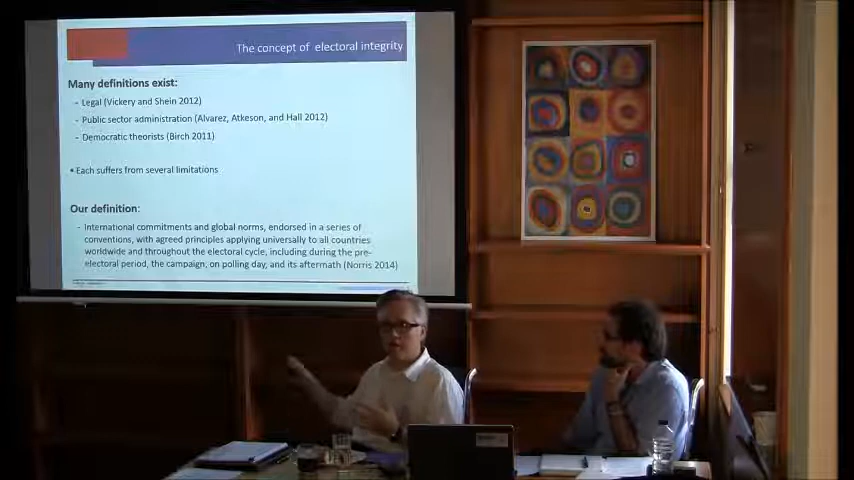 The concept of electoral integrity
Many definitions exist:
- Legal (Vickery and Shein 2012)
- Public sector administration (Alvarez, Atkeson, and Hall 2012)
- Democratic theorists (Birch 2011)
• Each suffers from several limitations
Our definition:
- International commitments and global norms, endorsed in a series of
conventions, with agreed principles applying universally to all countries
worldwide and throughout the electoral cycle, including during the pre-
electoral period, the campaign, on polling day, and its aftermath (Norris 2014)